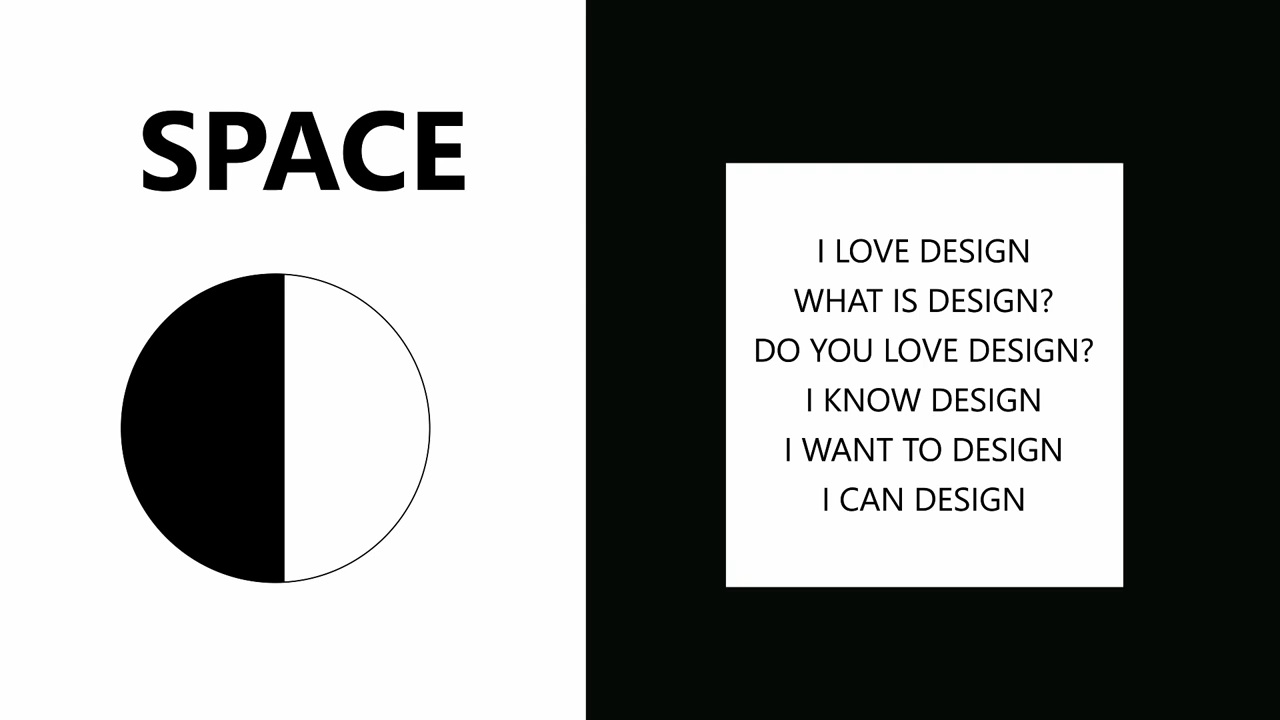 SPACE
I LOVE DESIGN
WHAT IS DESIGN?
DO YOU LOVE DESIGN?
I KNOW DESIGN
I WANT TO DESIGN
I CAN DESIGN